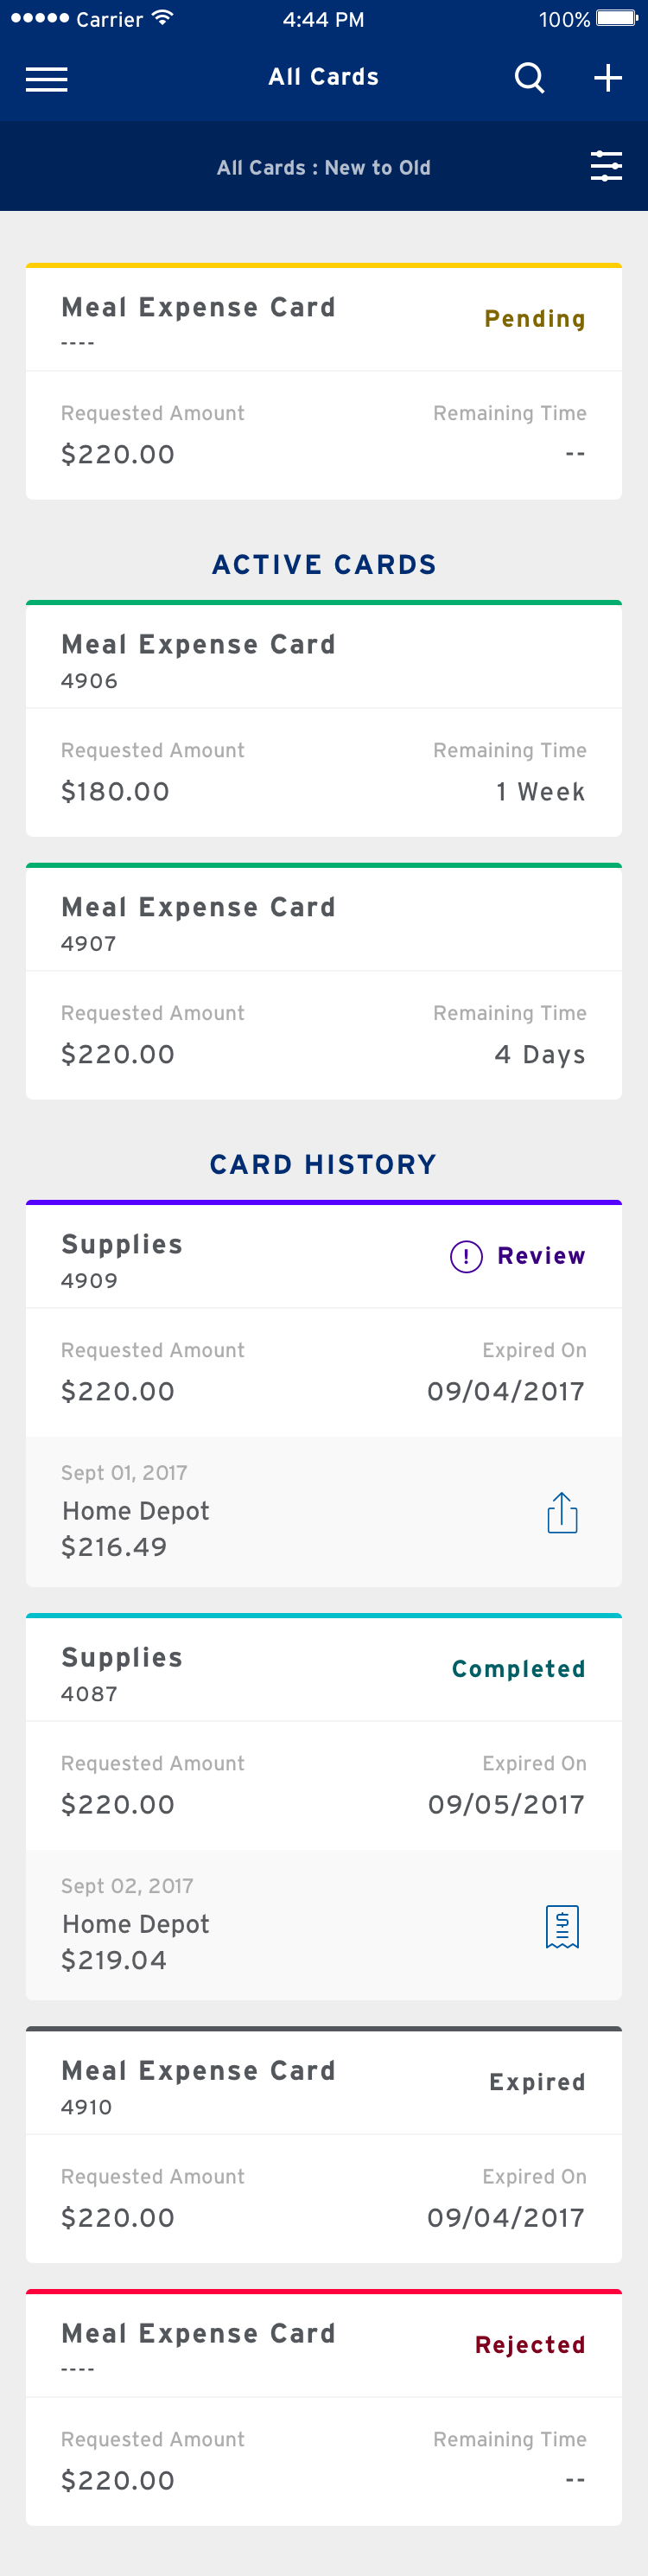 Carrier 4:44 PM 100%
All Cards
All Cards : New to Old
Meal Expense Card
Pending
----
Requested Amount Remaining Time
$220.00 --
ACTIVE CARDS
Meal Expense Card
4906
Requested Amount Remaining Time
$180.00 1 Week
Meal Expense Card
4907
Requested Amount Remaining Time
$220.00 4 Days
CARD HISTORY
Supplies
! Review
4909
Requested Amount Expired On
$220.00 09/04/2017
Sept 01, 2017
Home Depot
$216.49
Supplies
Completed
4087
Requested Amount Expired On
$220.00 09/05/2017
Sept 02, 2017
Home Depot
$
$219.04
Meal Expense Card
Expired
4910
Requested Amount Expired On
$220.00 09/04/2017
Meal Expense Card
Rejected
----
Requested Amount Remaining Time
$220.00 --